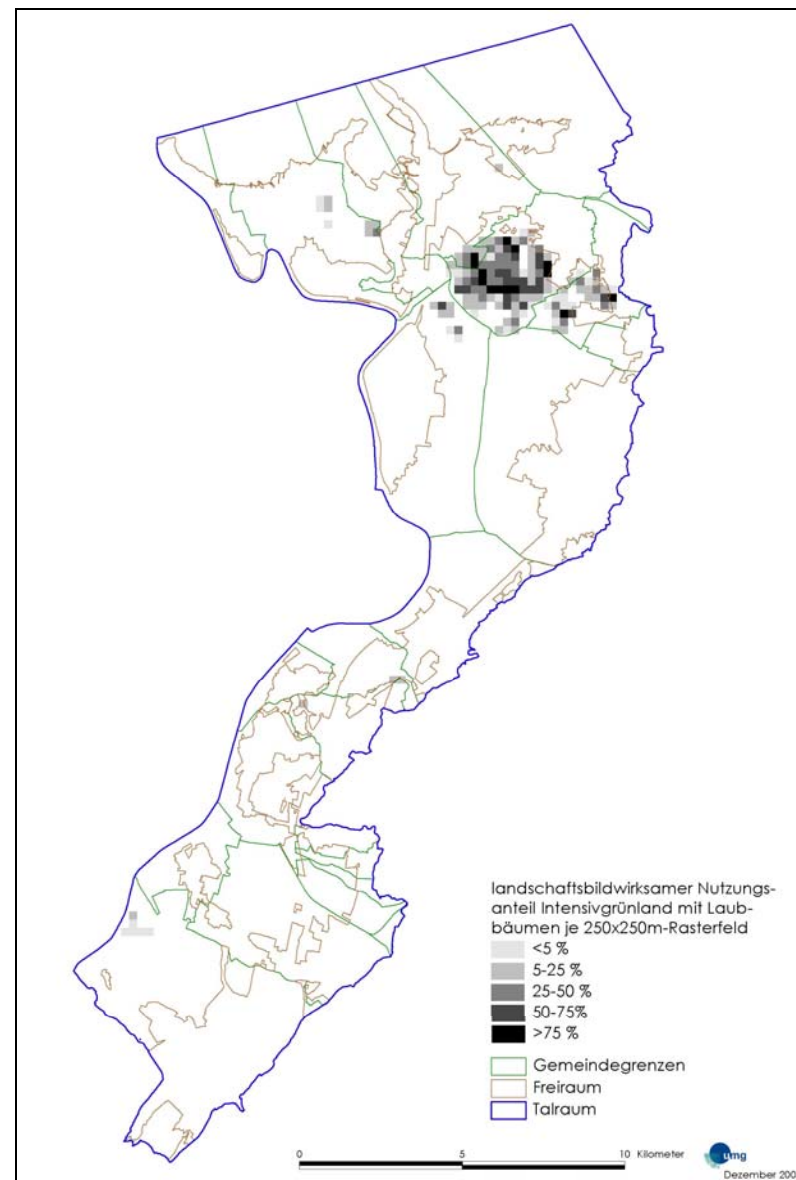 landschaftsbildwirksamer Nutzungs-
anteil Intensivgrünland mit Laub-
bäumen je 250x250m-Rasterfeld
<5 %
5-25 %
25-50 %
50-75%
>75 %
Gemeindegrenzen
Freiraum
Talraum
0 5 10 Kilometer
umg
Dezember 200